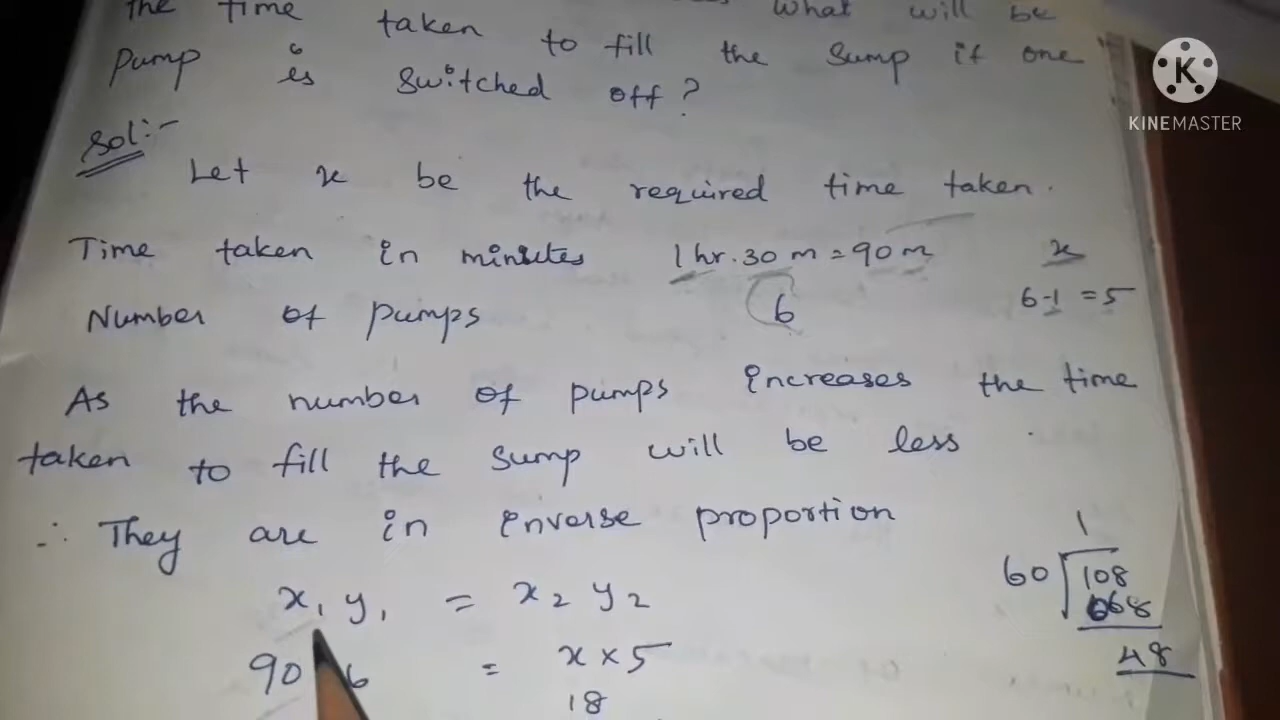 the time taken to fill the Sump if one What will be
Pump is Switched off?
Sol:-
Let x be the required time taken.
Time taken in minutes 1 hr. 30 m = 90 m x
Number of pumps 6 6-1 = 5
As the number of pumps increases the time
taken to fill the sump will be less
∴ They are in inverse proportion
x₁ y₁ = x₂ y₂
90 6 = x × 5
18
1
60 108
48
K
KINEMASTER